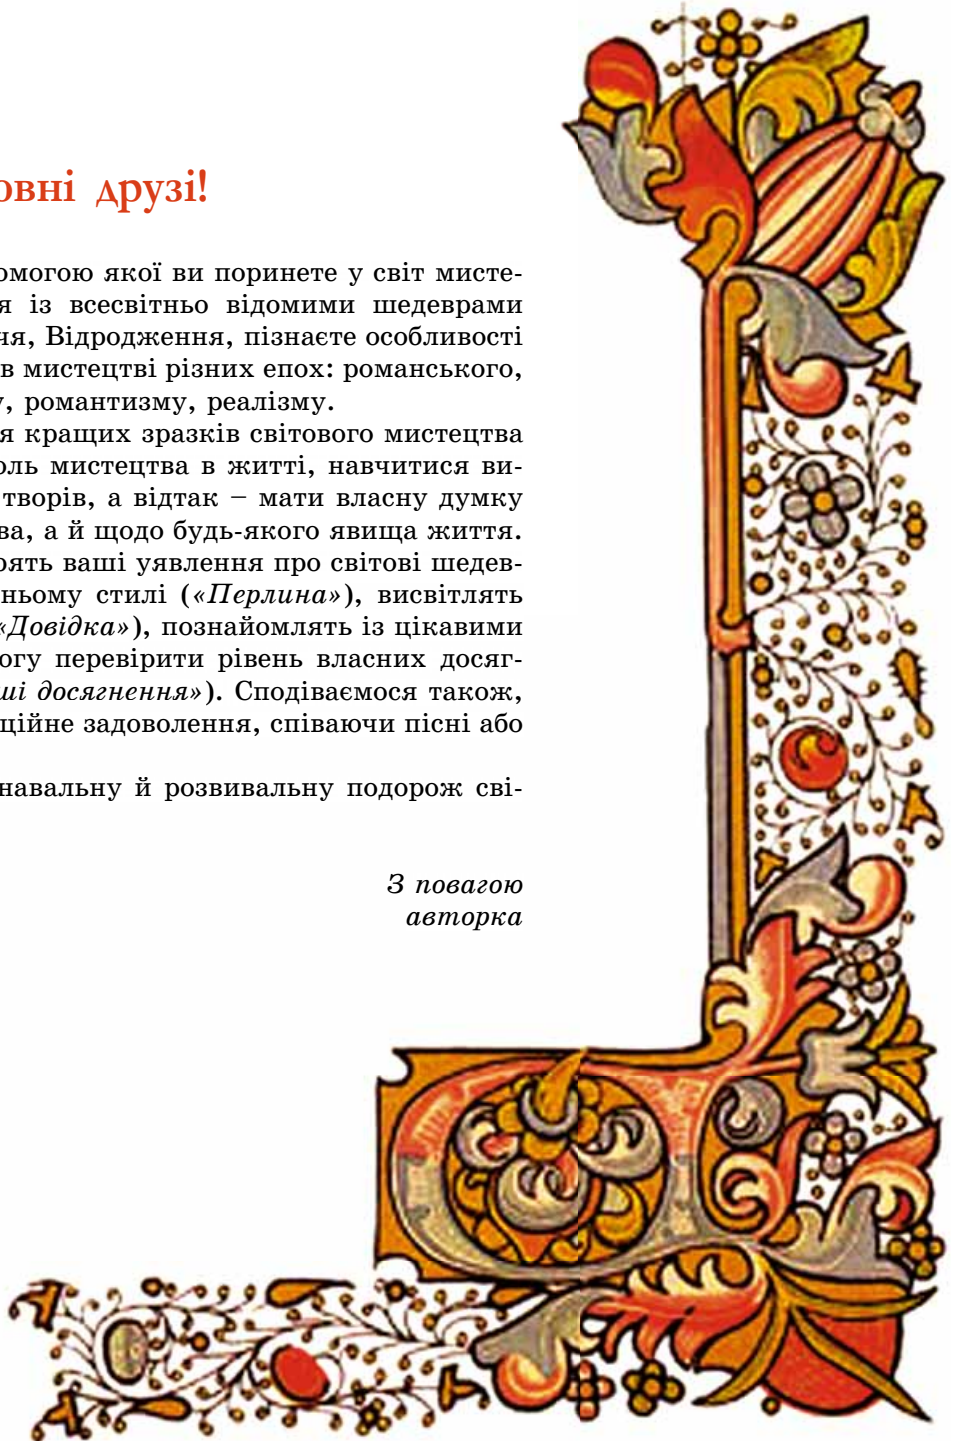 овні друзі!
омогою якої ви поринете у світ мисте-
я із всесвітньо відомими шедеврами
чя, Відродження, пізнаєте особливості
в мистецтві різних епох: романського,
у, романтизму, реалізму.
я кращих зразків світового мистецтва
оль мистецтва в житті, навчитися ви-
творів, а відтак – мати власну думку
ва, а й щодо будь-якого явища життя.
рять ваші уявлення про світові шедев-
ньому стилі («Перлина»), висвітлять
«Довідка»), познайомлять із цікавими
огу перевірити рівень власних досяг-
ші досягнення»). Сподіваємося також,
ційне задоволення, співаючи пісні або
навальну й розвивальну подорож сві-
З повагою
авторка